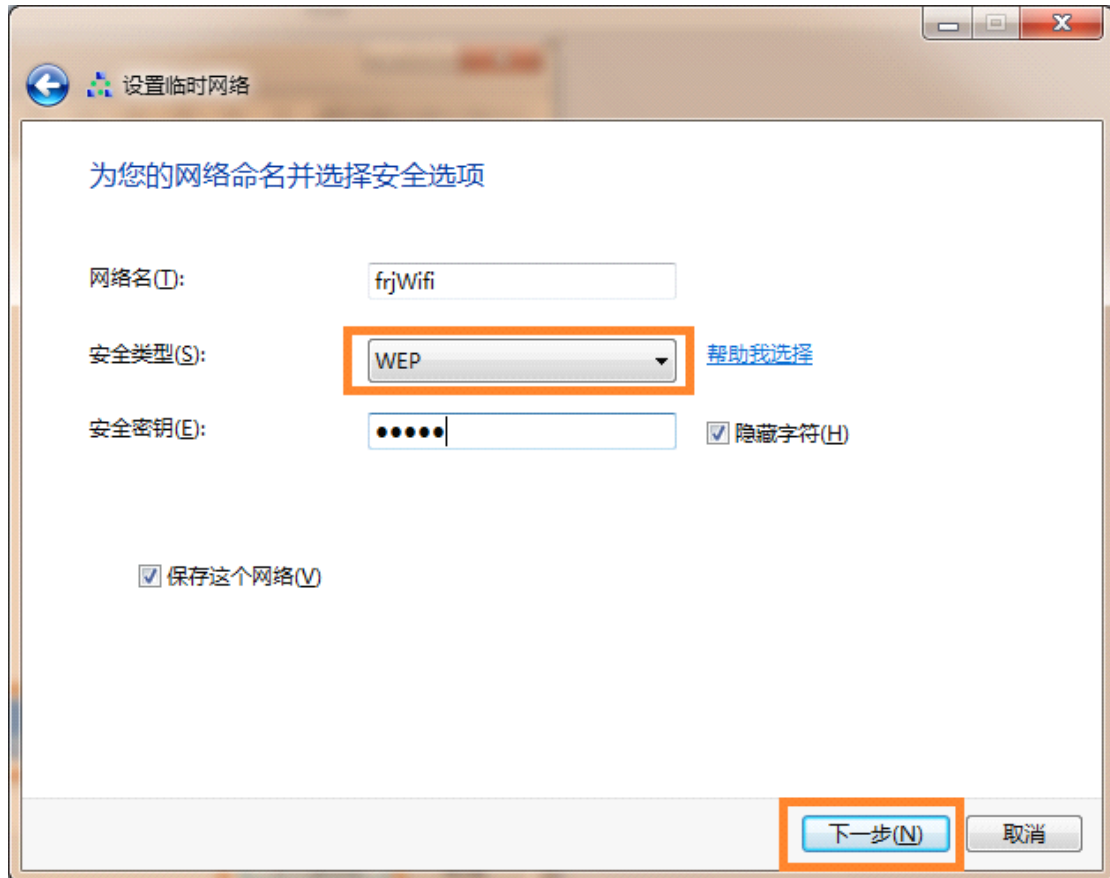 设置临时网络
为您的网络命名并选择安全选项
网络名(T): frjWifi
安全类型(S): WEP 帮助我选择
安全密钥(E): ●●●●● 隐藏字符(H)
保存这个网络(V)
下一步(N) 取消